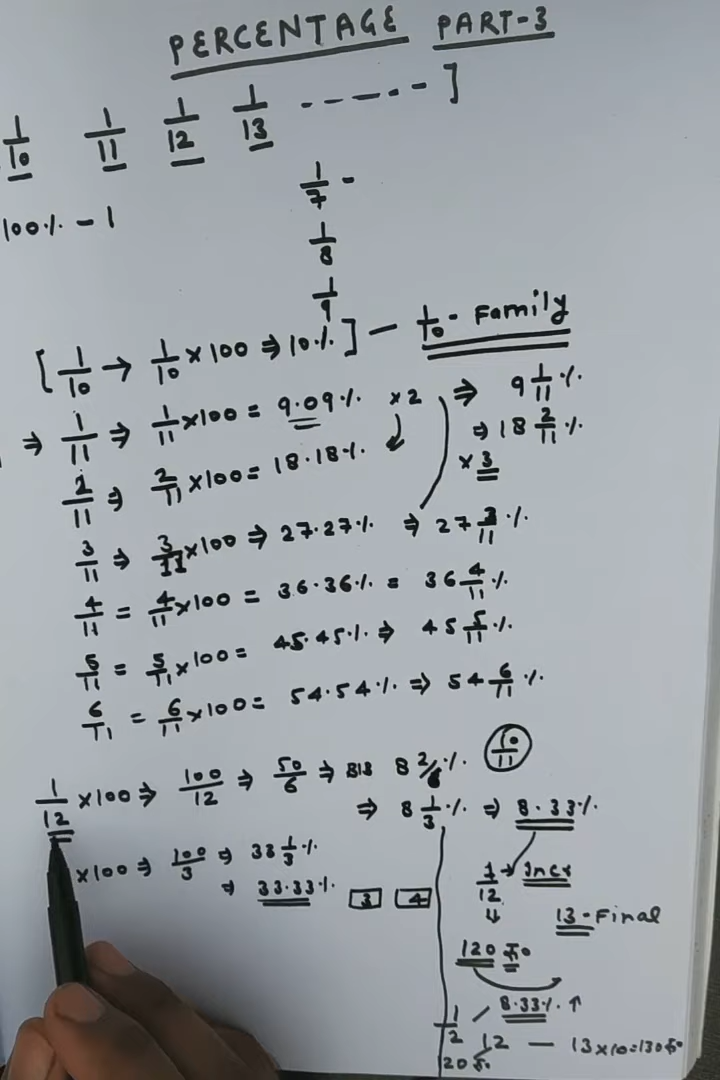 PERCENTAGE PART-3
1/10 1/11 1/12 1/13 ------]
1/7 -
100% - 1
1/8
1/9
[1/10 → 1/10 × 100 ⇒ 10%] - 1/10 - Family
⇒ 1/11 ⇒ 1/11 × 100 = 9.09% × 2 ⇒ 9 1/11 %
⇒ 18 2/11 %
2/11 ⇒ 2/11 × 100 = 18.18%
× 3
3/11 ⇒ 3/11 × 100 ⇒ 27.27% ⇒ 27 3/11 %
4/11 = 4/11 × 100 = 36.36% = 36 4/11 %
5/11 = 5/11 × 100 = 45.45% ⇒ 45 5/11 %
6/11 = 6/11 × 100 = 54.54% ⇒ 54 6/11 %
10/11
1/12 × 100 ⇒ 100/12 ⇒ 50/6 ⇒ 8 2/6 %
⇒ 8 1/3 % ⇒ 8.33%
× 100 ⇒ 100/3 ⇒ 33 1/3 %
⇒ 33.33% 3 4
1/12 → Incr
⇓ 13 - Final
120 ₹
1/2 8.33% ↑
12 — 13×10=130₹
120 ₹